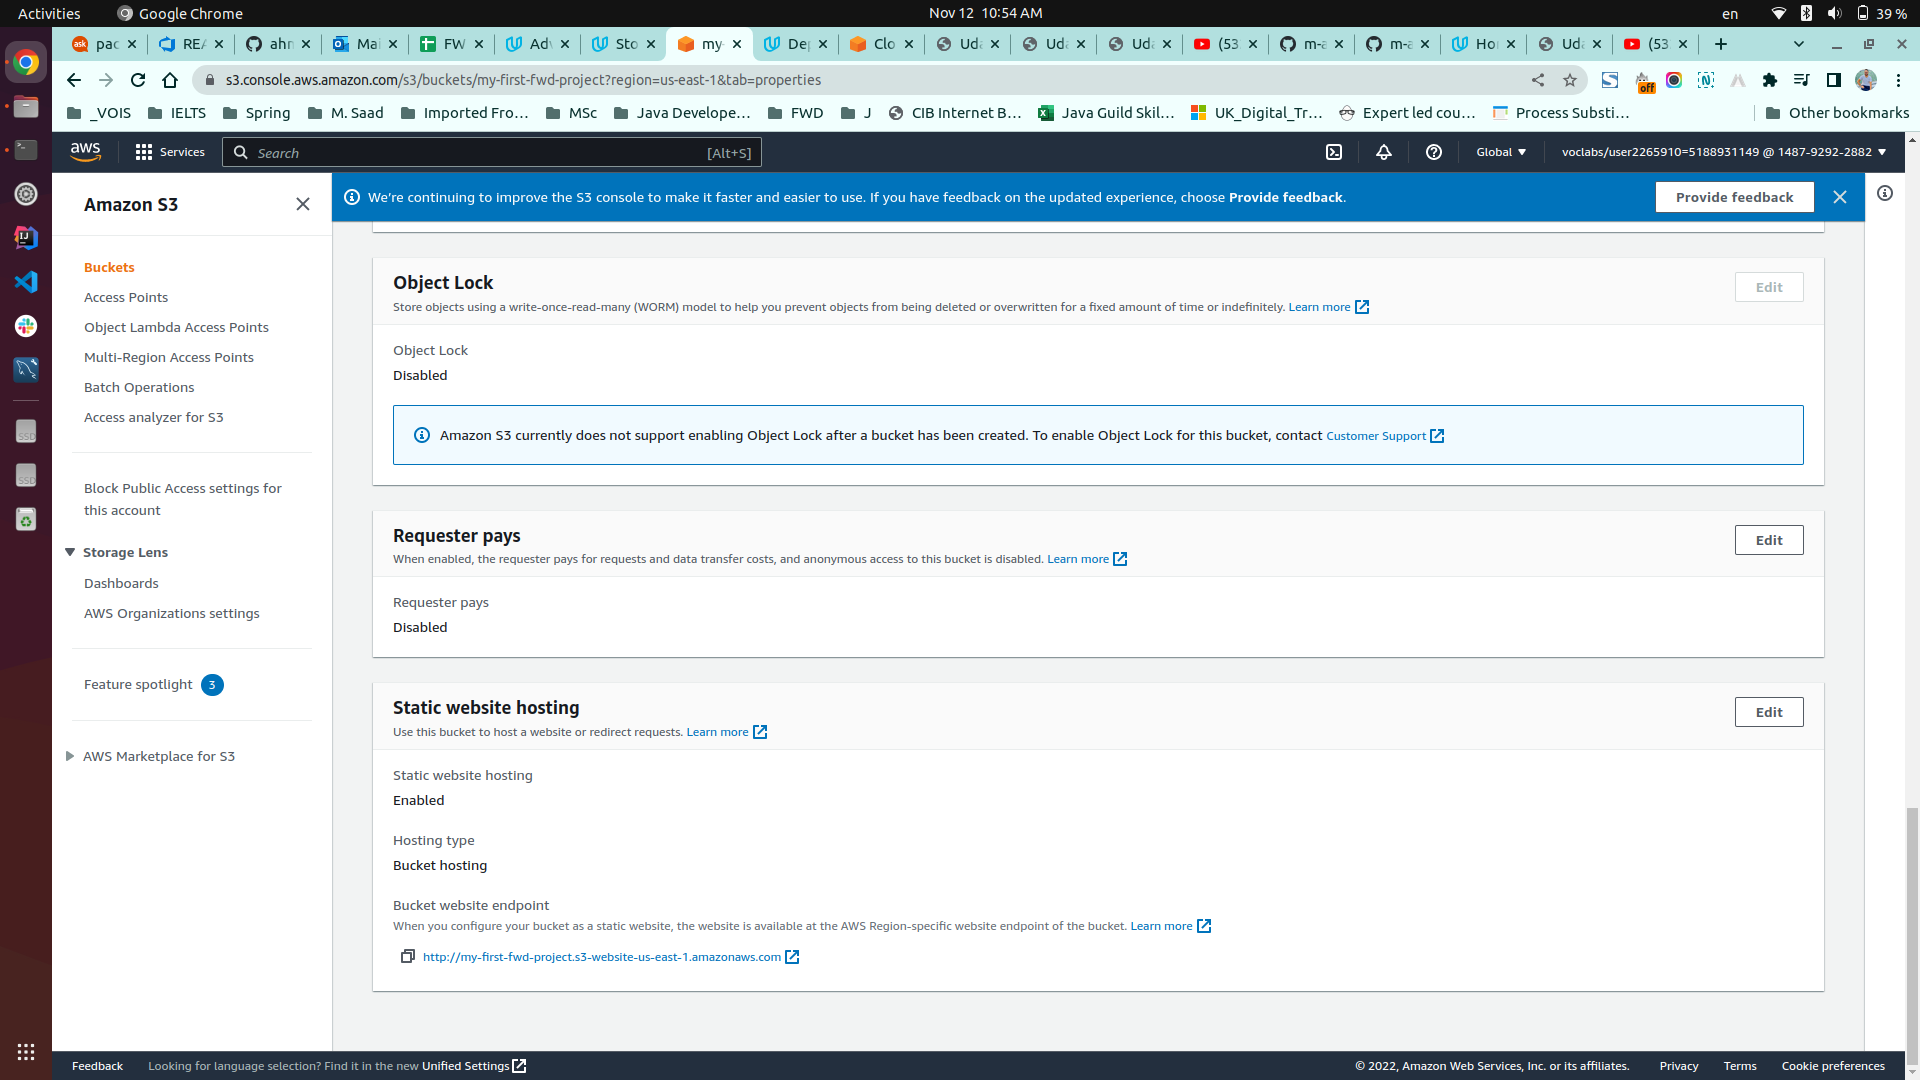 Activities
Google Chrome
Nov 12 10:54 AM
en
39 %
ask
pac
REA
ahm
Mai
FW
Adv
Sto
my-
Dep
Clo
Uda
Uda
Uda
(53
m-a
m-a
Ho
Uda
(53
s3.console.aws.amazon.com/s3/buckets/my-first-fwd-project?region=us-east-1&tab=properties
off
_VOIS
IELTS
Spring
M. Saad
Imported Fro…
MSc
Java Develope…
FWD
J
CIB Internet B…
Java Guild Skil…
UK_Digital_Tr…
Expert led cou…
Process Substi…
Other bookmarks
aws
Services
Search
[Alt+S]
Global
voclabs/user2265910=5188931149 @ 1487-9292-2882
Amazon S3
We're continuing to improve the S3 console to make it faster and easier to use. If you have feedback on the updated experience, choose Provide feedback.
Provide feedback
Buckets
Access Points
Object Lambda Access Points
Multi-Region Access Points
Batch Operations
Access analyzer for S3
Block Public Access settings for
this account
Storage Lens
Dashboards
AWS Organizations settings
Feature spotlight 3
AWS Marketplace for S3
Object Lock
Edit
Store objects using a write-once-read-many (WORM) model to help you prevent objects from being deleted or overwritten for a fixed amount of time or indefinitely. Learn more
Object Lock
Disabled
Amazon S3 currently does not support enabling Object Lock after a bucket has been created. To enable Object Lock for this bucket, contact Customer Support
Requester pays
Edit
When enabled, the requester pays for requests and data transfer costs, and anonymous access to this bucket is disabled. Learn more
Requester pays
Disabled
Static website hosting
Edit
Use this bucket to host a website or redirect requests. Learn more
Static website hosting
Enabled
Hosting type
Bucket hosting
Bucket website endpoint
When you configure your bucket as a static website, the website is available at the AWS Region-specific website endpoint of the bucket. Learn more
http://my-first-fwd-project.s3-website-us-east-1.amazonaws.com
SSD
SSD
Feedback
Looking for language selection? Find it in the new Unified Settings
© 2022, Amazon Web Services, Inc. or its affiliates.
Privacy
Terms
Cookie preferences